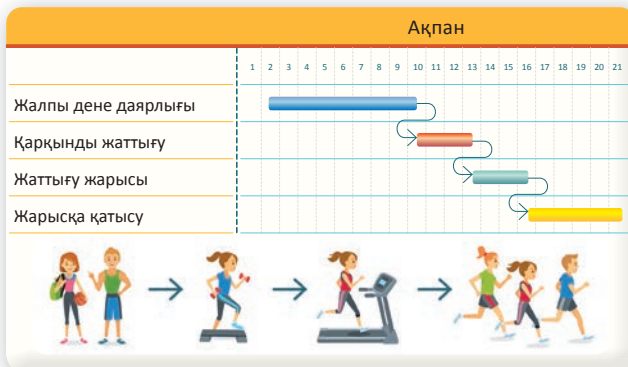 Ақпан
1 2 3 4 5 6 7 8 9 10 11 12 13 14 15 16 17 18 19 20 21
Жалпы дене даярлығы
Қарқынды жаттығу
Жаттығу жарысы
Жарысқа қатысу